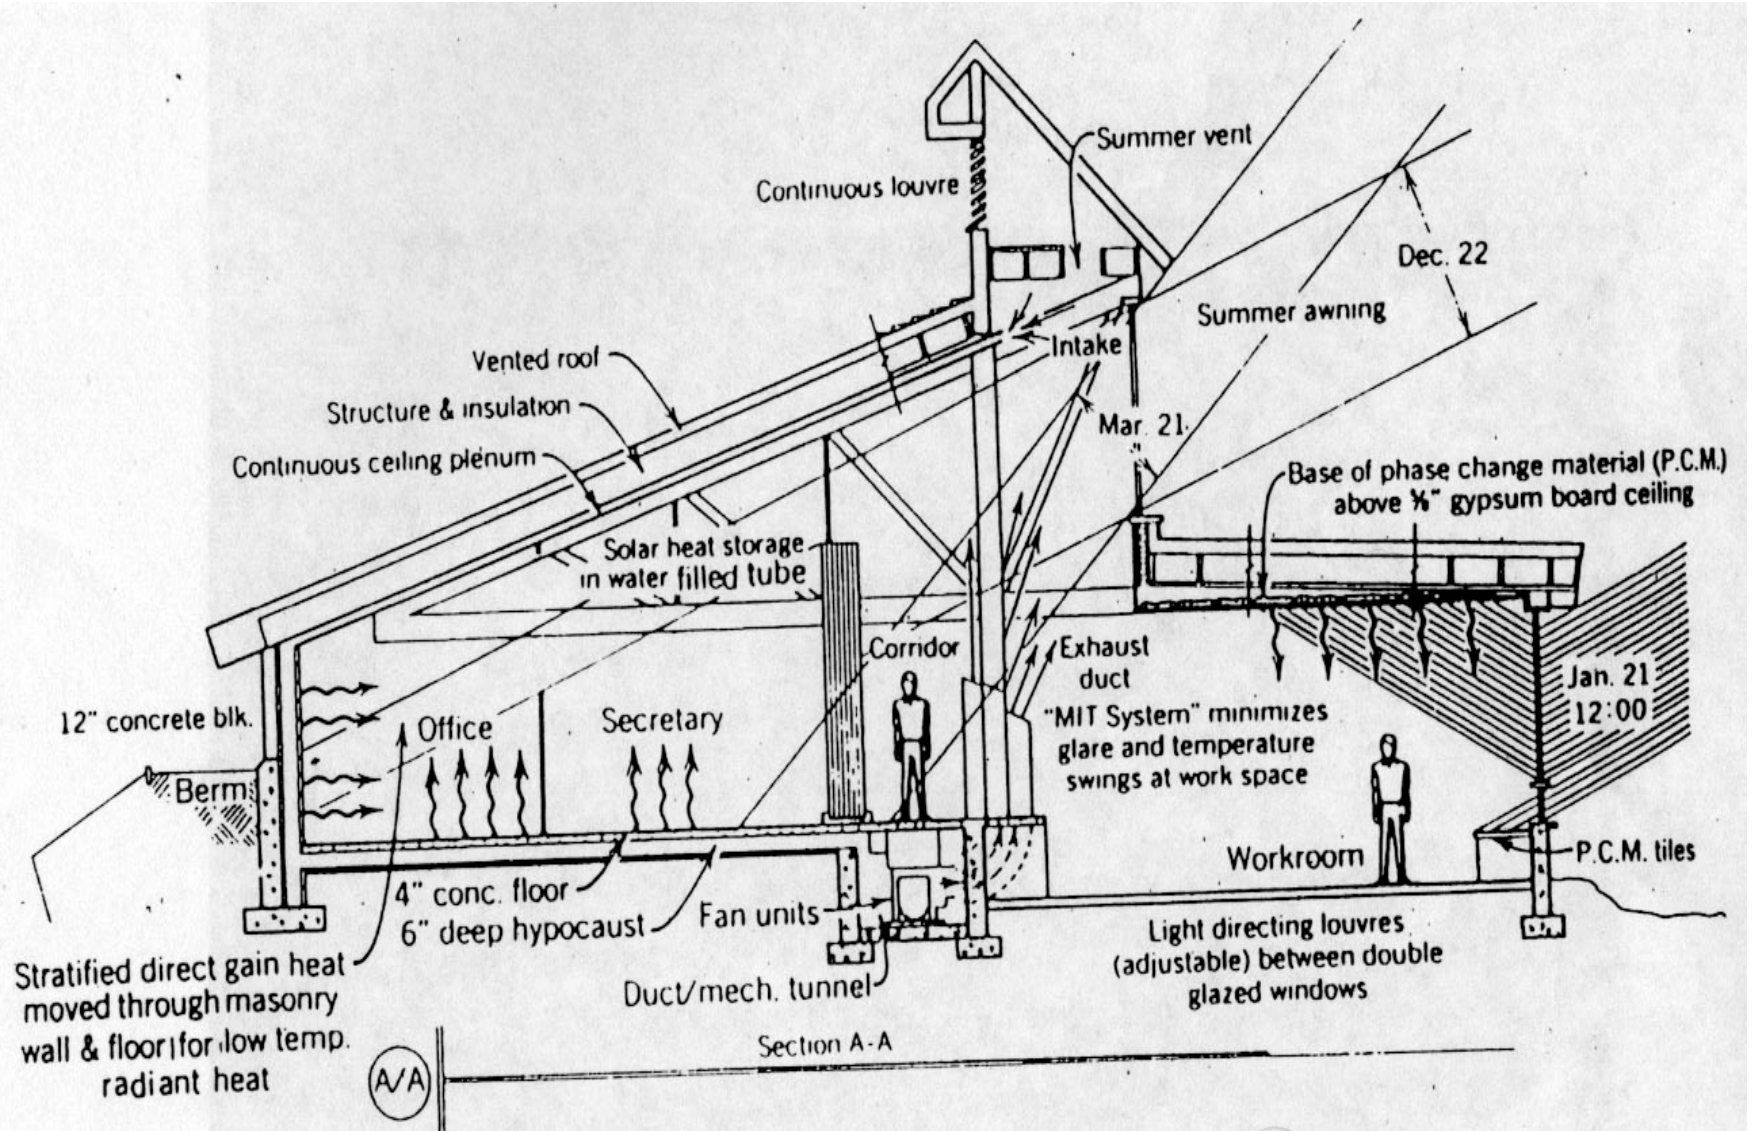 Summer vent
Continuous louvre
Dec. 22
Summer awning
Intake
Vented roof
Structure & insulation
Mar. 21
Continuous ceiling plenum
Base of phase change material (P.C.M.)
above ⅝" gypsum board ceiling
Solar heat storage
in water filled tube
Corridor
Exhaust
duct
Jan. 21
12:00
12" concrete blk.
Office
Secretary
"MIT System" minimizes
glare and temperature
swings at work space
Berm
Workroom
P.C.M. tiles
4" conc. floor
6" deep hypocaust
Fan units
Light directing louvres
(adjustable) between double
glazed windows
Stratified direct gain heat
moved through masonry
wall & floor for low temp.
radiant heat
Duct/mech. tunnel
Section A-A
A/A